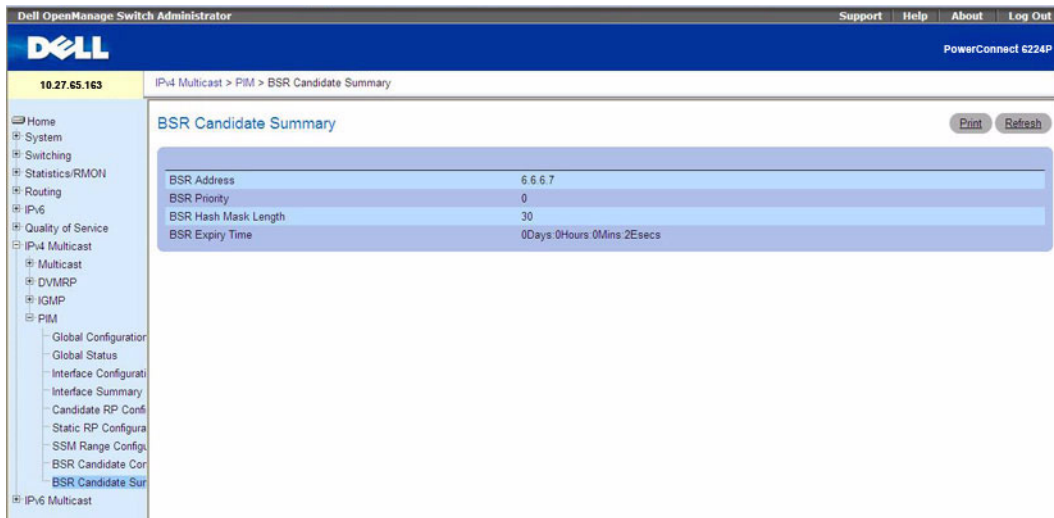 Dell OpenManage Switch Administrator
Support Help About Log Out
DELL
PowerConnect 6224P
10.27.65.163
IPv4 Multicast > PIM > BSR Candidate Summary
Home
System
Switching
Statistics/RMON
Routing
IPv6
Quality of Service
IPv4 Multicast
Multicast
DVMRP
IGMP
PIM
Global Configuration
Global Status
Interface Configurati
Interface Summary
Candidate RP Confi
Static RP Configura
SSM Range Configu
BSR Candidate Cor
BSR Candidate Sur
IPv6 Multicast
BSR Candidate Summary
Print Refresh
BSR Address 6.6.6.7
BSR Priority 0
BSR Hash Mask Length 30
BSR Expiry Time 0Days:0Hours:0Mins:2Esecs